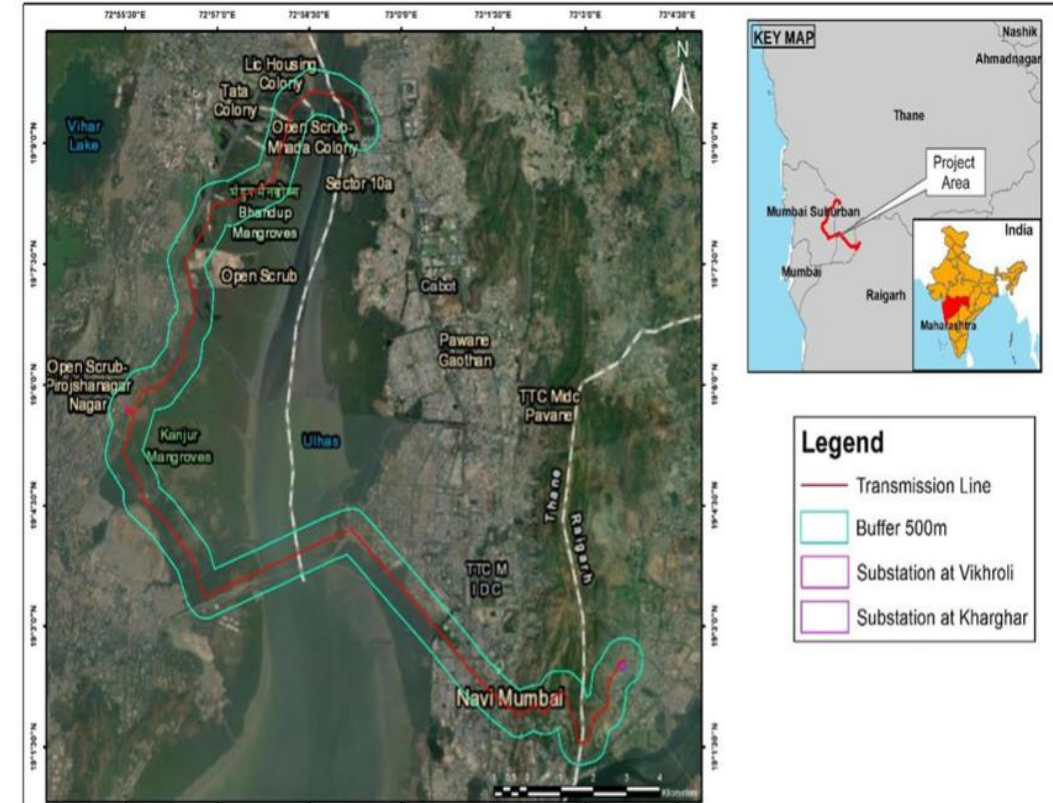 72°55'30"E 72°57'0"E 72°58'30"E 73°0'0"E 73°1'30"E 73°3'0"E 73°4'30"E
N
Lic Housing
Colony
Tata
Colony
Vihar
Lake
Open Scrub-
Mhada Colony
Sector 10a
Bhandup
Mangroves
Open Scrub
Cabot
Pawane
Gaothan
Open Scrub-
Pirojshanagar
Nagar
TTC Midc
Pavane
Kanjur
Mangroves
Ulhas
Thane
Raigarh
TTC M
I D C
Navi Mumbai
Kilometers
KEY MAP
Nashik
Ahmadnagar
Thane
Project
Area
Mumbai Suburban
Mumbai
Raigarh
India
Maharashtra
Legend
Transmission Line
Buffer 500m
Substation at Vikhroli
Substation at Kharghar